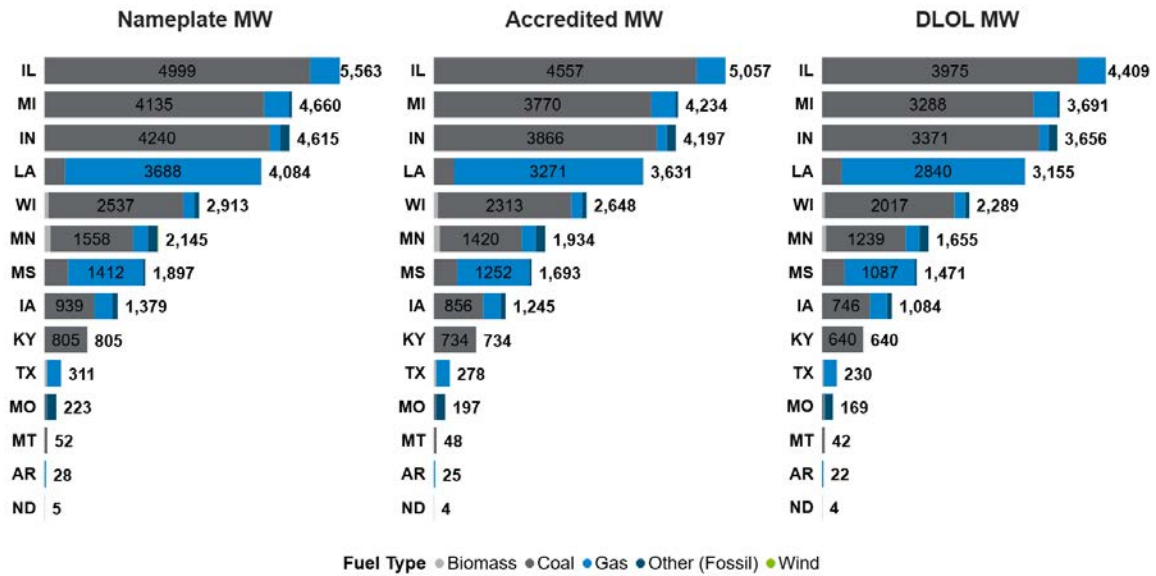 Nameplate MW Accredited MW DLOL MW
IL 4999 5,563 IL 4557 5,057 IL 3975 4,409
MI 4135 4,660 MI 3770 4,234 MI 3288 3,691
IN 4240 4,615 IN 3866 4,197 IN 3371 3,656
LA 3688 4,084 LA 3271 3,631 LA 2840 3,155
WI 2537 2,913 WI 2313 2,648 WI 2017 2,289
MN 1558 2,145 MN 1420 1,934 MN 1239 1,655
MS 1412 1,897 MS 1252 1,693 MS 1087 1,471
IA 939 1,379 IA 856 1,245 IA 746 1,084
KY 805 805 KY 734 734 KY 640 640
TX 311 TX 278 TX 230
MO 223 MO 197 MO 169
MT 52 MT 48 MT 42
AR 28 AR 25 AR 22
ND 5 ND 4 ND 4
Fuel Type Biomass Coal Gas Other (Fossil) Wind